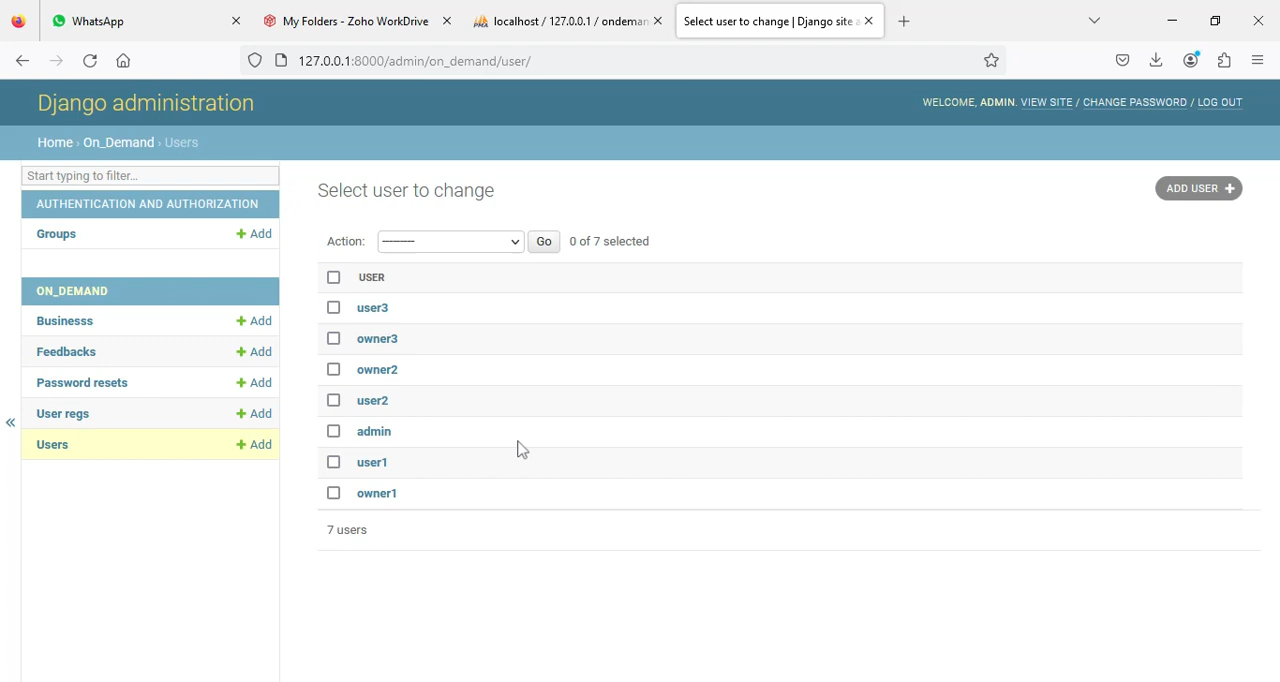 WhatsApp
My Folders - Zoho WorkDrive
localhost / 127.0.0.1 / ondeman
Select user to change | Django site a
127.0.0.1:8000/admin/on_demand/user/
Django administration
WELCOME, ADMIN. VIEW SITE / CHANGE PASSWORD / LOG OUT
Home › On_Demand › Users
Start typing to filter...
AUTHENTICATION AND AUTHORIZATION
Groups + Add
ON_DEMAND
Businesss + Add
Feedbacks + Add
Password resets + Add
User regs + Add
Users + Add
«
Select user to change
ADD USER +
Action: --------- Go 0 of 7 selected
USER
user3
owner3
owner2
user2
admin
user1
owner1
7 users